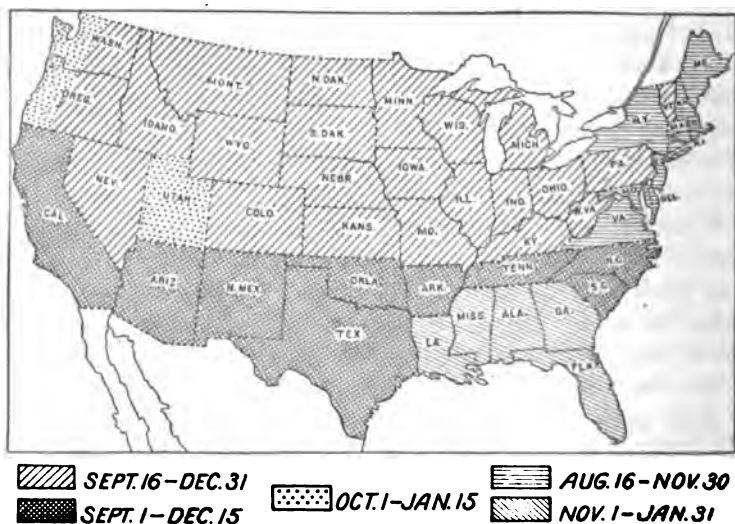 WASH.
MONT.
N.DAK.
MINN.
ME.
OREG.
IDAHO.
WYO.
S.DAK.
WIS.
MICH.
N.Y.
NEV.
UTAH
COLO.
NEBR.
IOWA.
ILL.
IND.
OHIO.
PA.
CAL.
KANS.
MO.
KY.
W.VA.
VA.
DEL.
ARIZ.
N.MEX.
OKLA.
ARK.
TENN.
N.C.
S.C.
TEX.
LA.
MISS.
ALA.
GA.
FLA.
SEPT. 16-DEC. 31
SEPT. 1-DEC. 15
OCT. 1-JAN. 15
AUG. 16-NOV. 30
NOV. 1-JAN. 31